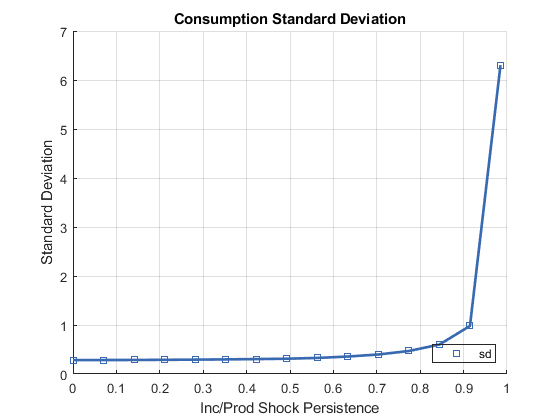 Consumption Standard Deviation
7
6
5
4
3
2
1
0
Standard Deviation
sd
0 0.1 0.2 0.3 0.4 0.5 0.6 0.7 0.8 0.9 1
Inc/Prod Shock Persistence